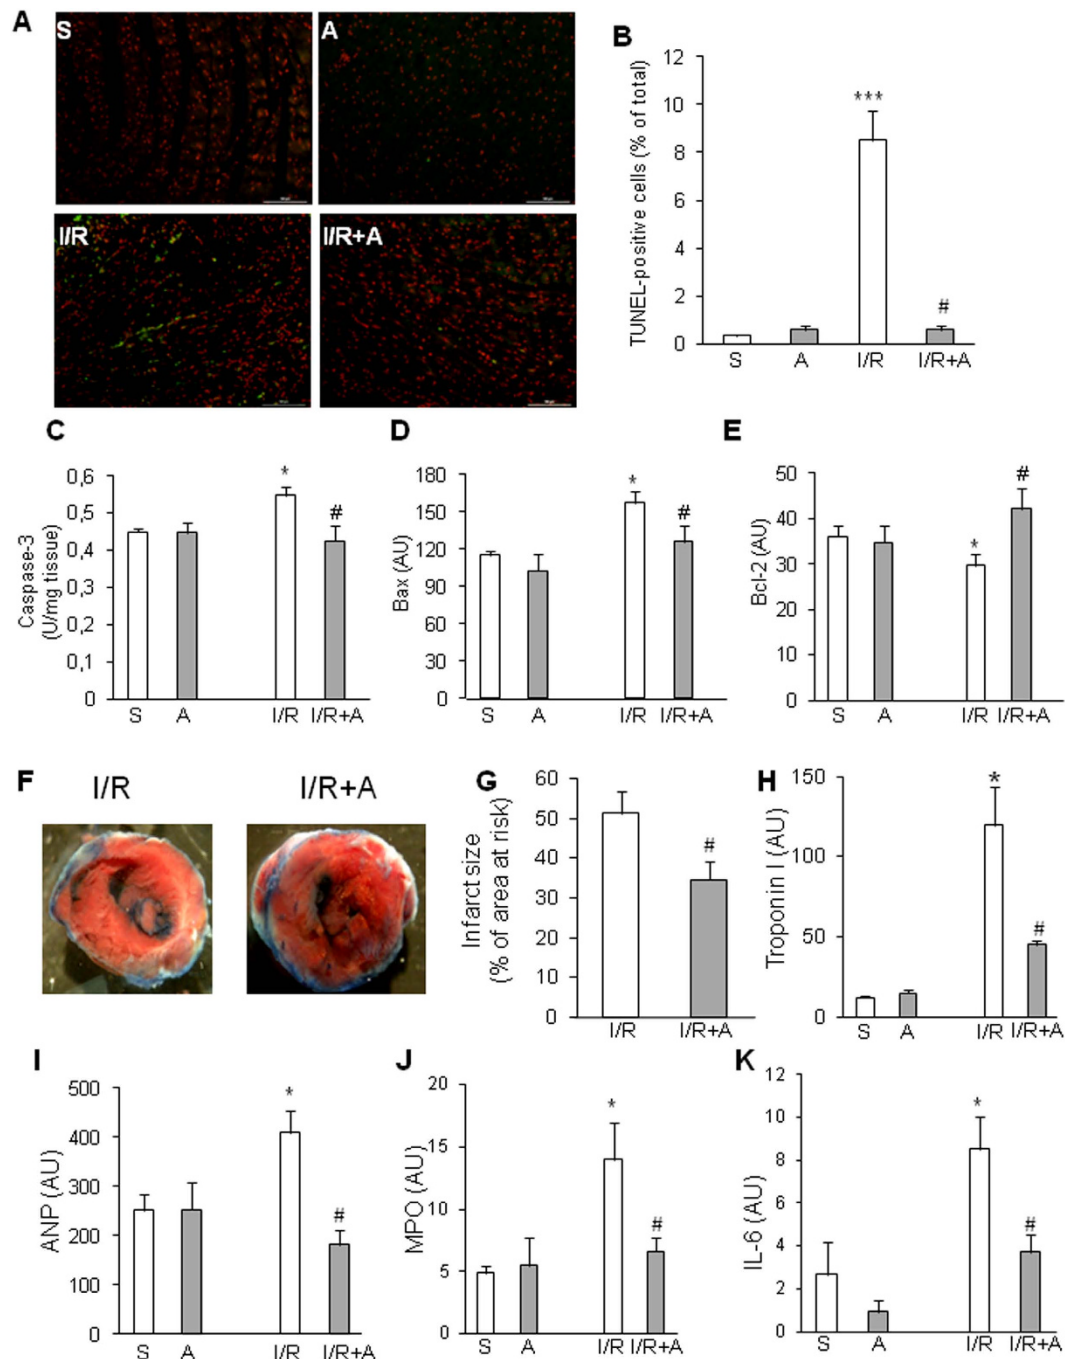 A
S
A
I/R
I/R+A
B
TUNEL-positive cells (% of total)
12
10
8
6
4
2
0
***
#
S
A
I/R
I/R+A
C
Caspase-3
(U/mg tissue)
0,6
0,5
0,4
0,3
0,2
0,1
0
*
#
S
A
I/R
I/R+A
D
Bax (AU)
180
150
120
90
60
30
0
*
#
S
A
I/R
I/R+A
E
Bcl-2 (AU)
50
40
30
20
10
0
*
#
S
A
I/R
I/R+A
F
I/R
I/R+A
G
Infarct size
(% of area at risk)
60
50
40
30
20
10
0
#
I/R
I/R+A
H
Troponin I (AU)
150
100
50
0
*
#
S
A
I/R
I/R+A
I
ANP (AU)
500
400
300
200
100
0
*
#
S
A
I/R
I/R+A
J
MPO (AU)
20
15
10
5
0
*
#
S
A
I/R
I/R+A
K
IL-6 (AU)
12
10
8
6
4
2
0
*
#
S
A
I/R
I/R+A